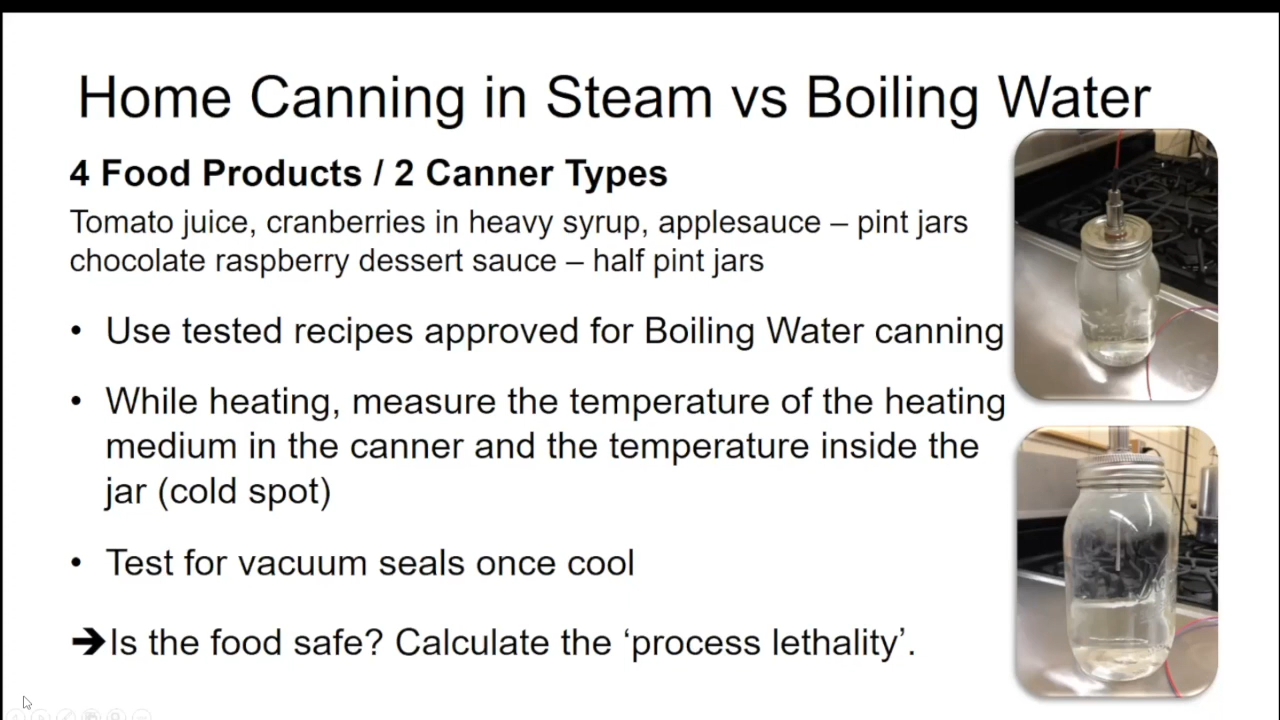 Home Canning in Steam vs Boiling Water
4 Food Products / 2 Canner Types
Tomato juice, cranberries in heavy syrup, applesauce – pint jars
chocolate raspberry dessert sauce – half pint jars
• Use tested recipes approved for Boiling Water canning
• While heating, measure the temperature of the heating
medium in the canner and the temperature inside the
jar (cold spot)
• Test for vacuum seals once cool
➔Is the food safe? Calculate the ‘process lethality’.